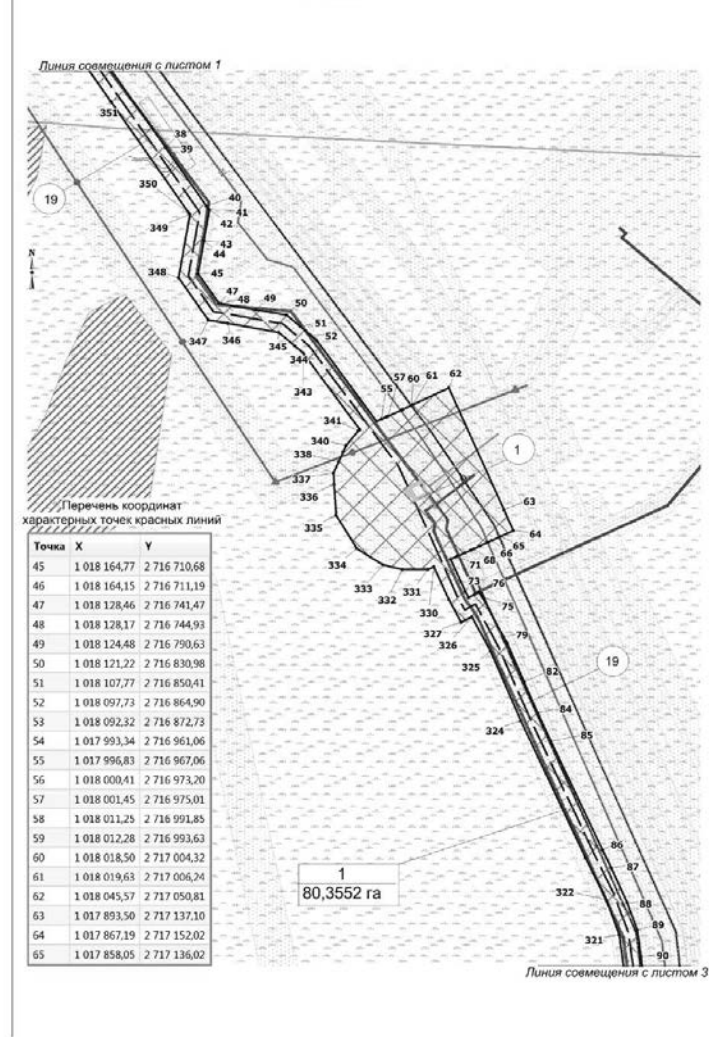 Линия совмещения с листом 1
351
38
39
350
19
40
349
41
42
43
44
N
348
45
47
48
49
50
51
347
346
345
52
344
343
57
60
61
62
55
341
340
338
1
337
336
63
335
64
65
66
334
68
71
333
73
76
332
331
75
330
327
79
326
325
82
19
324
84
85
86
87
1
80,3552 га
322
88
321
89
90
Линия совмещения с листом 3
Перечень координат
характерных точек красных линий
Точка X Y
45 1 018 164,77 2 716 710,68
46 1 018 164,15 2 716 711,19
47 1 018 128,46 2 716 741,47
48 1 018 128,17 2 716 744,93
49 1 018 124,48 2 716 790,63
50 1 018 121,22 2 716 830,98
51 1 018 107,77 2 716 850,41
52 1 018 097,73 2 716 864,90
53 1 018 092,32 2 716 872,73
54 1 017 993,34 2 716 961,06
55 1 017 996,83 2 716 967,06
56 1 018 000,41 2 716 973,20
57 1 018 001,45 2 716 975,01
58 1 018 011,25 2 716 991,85
59 1 018 012,28 2 716 993,63
60 1 018 018,50 2 717 004,32
61 1 018 019,63 2 717 006,24
62 1 018 045,57 2 717 050,81
63 1 017 893,50 2 717 137,10
64 1 017 867,19 2 717 152,02
65 1 017 858,05 2 717 136,02